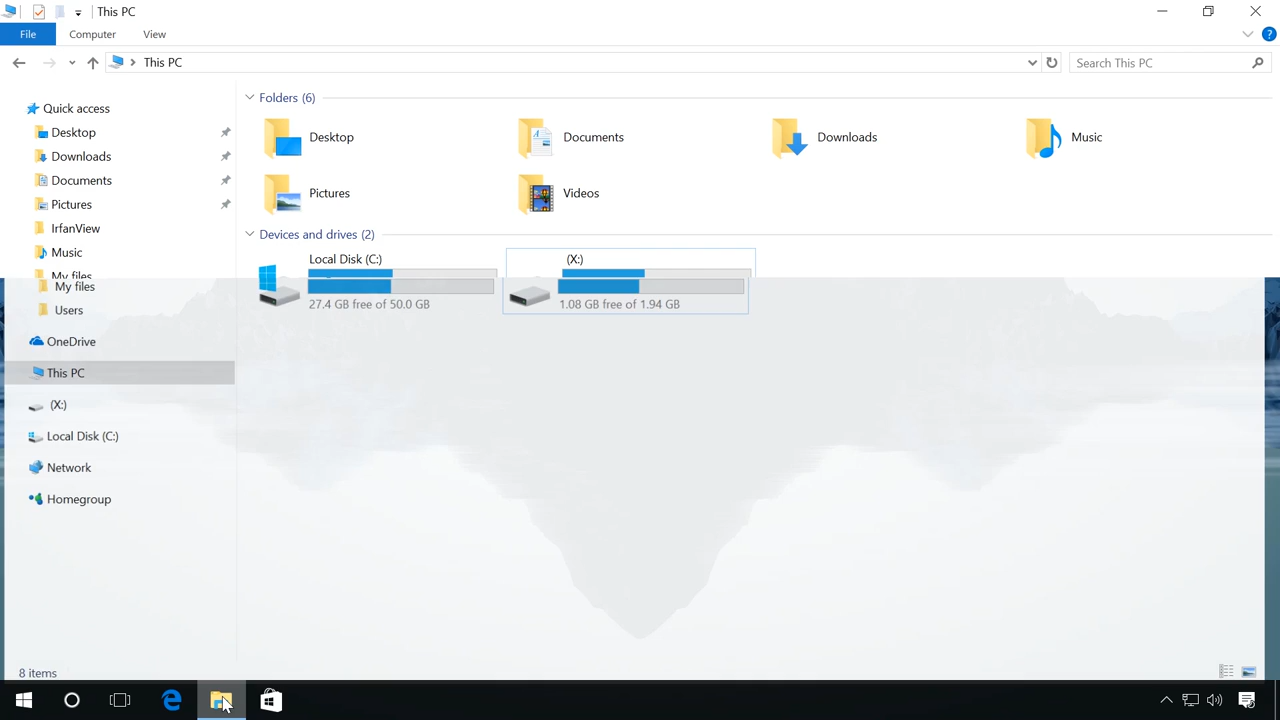 This PC
File
Computer
View
?
This PC
Search This PC
Quick access
Desktop
Downloads
Documents
Pictures
IrfanView
Music
My files
My files
Users
OneDrive
This PC
(X:)
Local Disk (C:)
Network
Homegroup
Folders (6)
Desktop
Documents
Downloads
Music
Pictures
Videos
Devices and drives (2)
Local Disk (C:)
27.4 GB free of 50.0 GB
(X:)
1.08 GB free of 1.94 GB
8 items